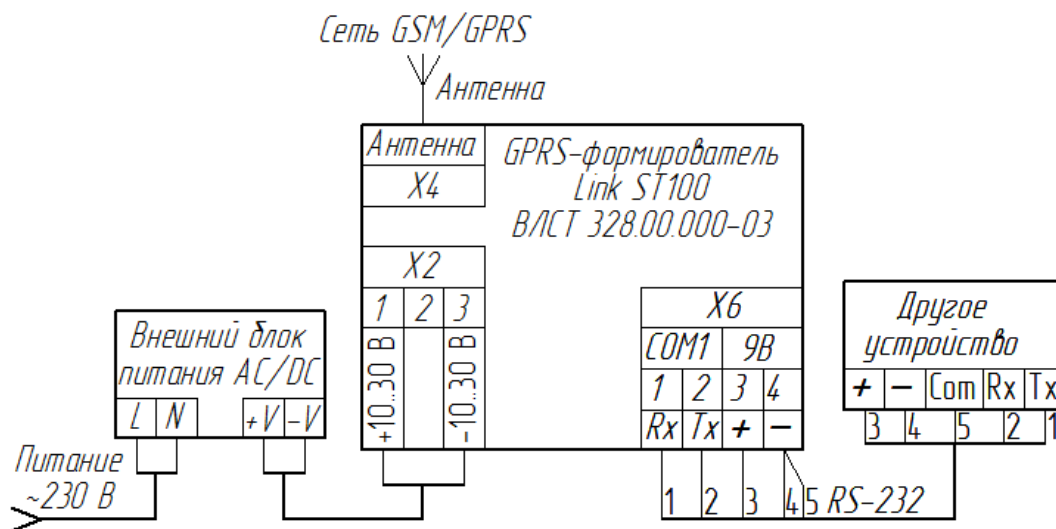 Сеть GSM/GPRS
Антенна
Антенна
X4
GPRS-формирователь
Link ST100
ВЛСТ 328.00.000-03
X2
1 2 3
+10..30 В
-10..30 В
X6
COM1 9В
1 2 3 4
Rx Tx + -
Внешний блок
питания AC/DC
L N +V -V
Питание
~230 В
Другое
устройство
+ - Com Rx Tx
3 4 5 2 1
1 2 3 4 5 RS-232